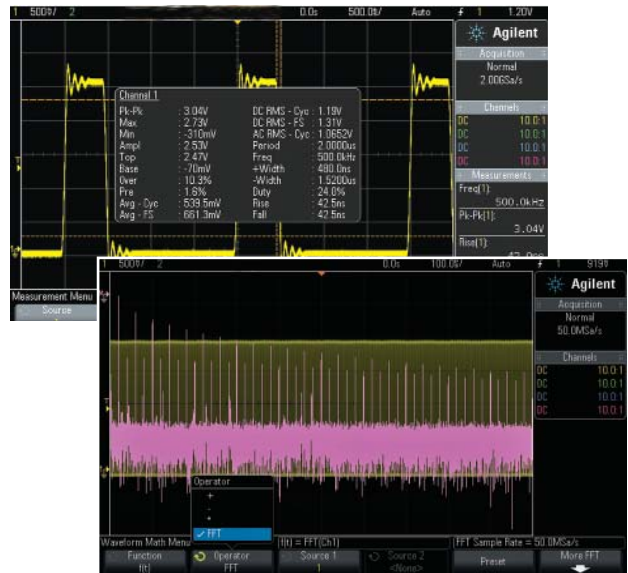 1 500V/ 2 0.0s 500.0s/ Auto 1 1.20V
Agilent
Acquisition
Normal
2.00GSa/s
Channels
DC 10.0:1
DC 10.0:1
DC 10.0:1
DC 10.0:1
Measurements
Freq(1):
500.0kHz
Pk-Pk(1):
3.04V
Rise(1):
Channel 1
Pk-Pk : 3.04V DC RMS - Cyc : 1.19V
Max : 2.73V DC RMS - FS : 1.31V
Min : -310mV AC RMS - Cyc : 1.0652V
Ampl : 2.53V Period : 2.0000us
Top : 2.47V Freq : 500.0kHz
Base : -70mV +Width : 480.0ns
Over : 10.3% -Width : 1.5200us
Pre : 1.6% Duty : 24.0%
Avg - Cyc : 539.5mV Rise : 42.5ns
Avg - FS : 661.3mV Fall : 42.5ns
Measurement Menu
Source
1 500V/ 2 0.0s Auto 1 919V
Agilent
Acquisition
Normal
50.0MSa/s
Channels
DC 10.0:1
DC 10.0:1
DC 10.0:1
DC 10.0:1
Operator
+
-
*
FFT
Waveform Math Menu f(t) = FFT(Ch1) FFT Sample Rate = 50.0MSa/s
Function Operator Source 1 Source 2 Preset More FFT
f(t) FFT 1 <None>